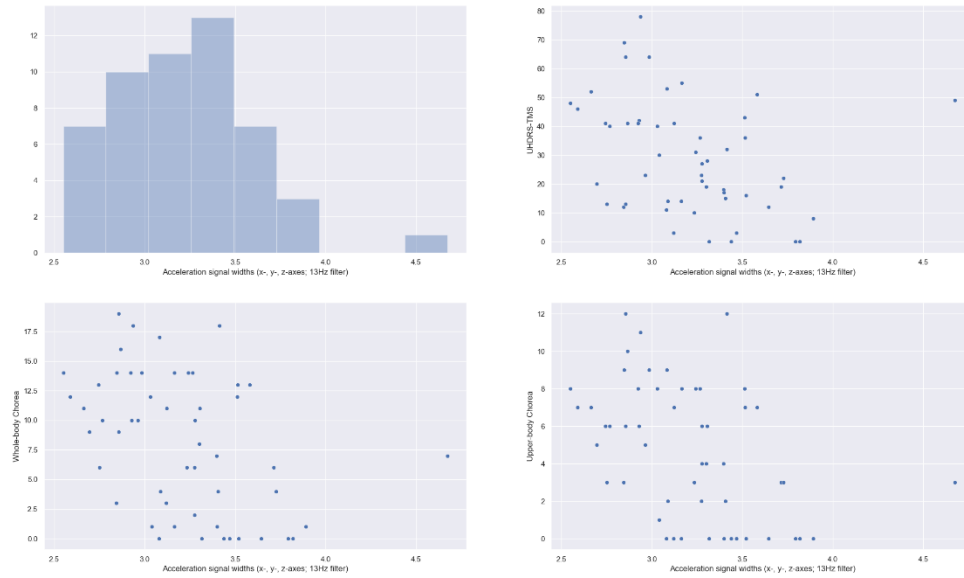 12
10
8
6
4
2
0
2.5 3.0 3.5 4.0 4.5
Acceleration signal widths (x-, y-, z-axes; 13Hz filter)
UHDRS-TMS
80
70
60
50
40
30
20
10
0
2.5 3.0 3.5 4.0 4.5
Acceleration signal widths (x-, y-, z-axes; 13Hz filter)
Whole-body Chorea
17.5
15.0
12.5
10.0
7.5
5.0
2.5
0.0
2.5 3.0 3.5 4.0 4.5
Acceleration signal widths (x-, y-, z-axes; 13Hz filter)
Upper-body Chorea
12
10
8
6
4
2
0
2.5 3.0 3.5 4.0 4.5
Acceleration signal widths (x-, y-, z-axes; 13Hz filter)